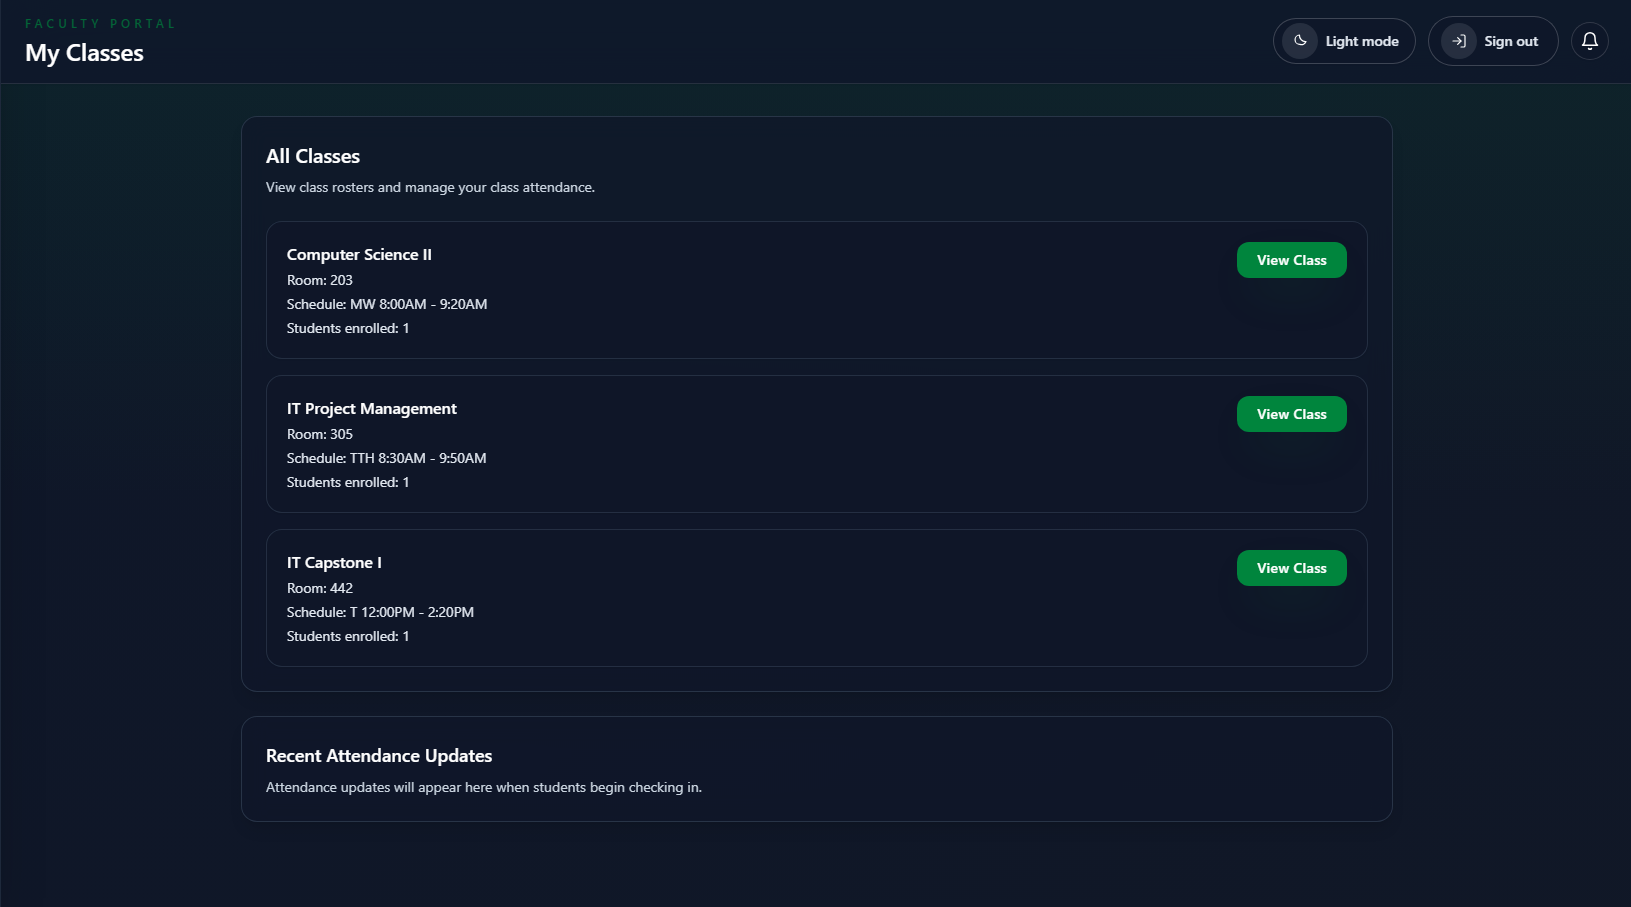 FACULTY PORTAL
My Classes
Light mode
Sign out
All Classes
View class rosters and manage your class attendance.
Computer Science II
View Class
Room: 203
Schedule: MW 8:00AM - 9:20AM
Students enrolled: 1
IT Project Management
View Class
Room: 305
Schedule: TTH 8:30AM - 9:50AM
Students enrolled: 1
IT Capstone I
View Class
Room: 442
Schedule: T 12:00PM - 2:20PM
Students enrolled: 1
Recent Attendance Updates
Attendance updates will appear here when students begin checking in.